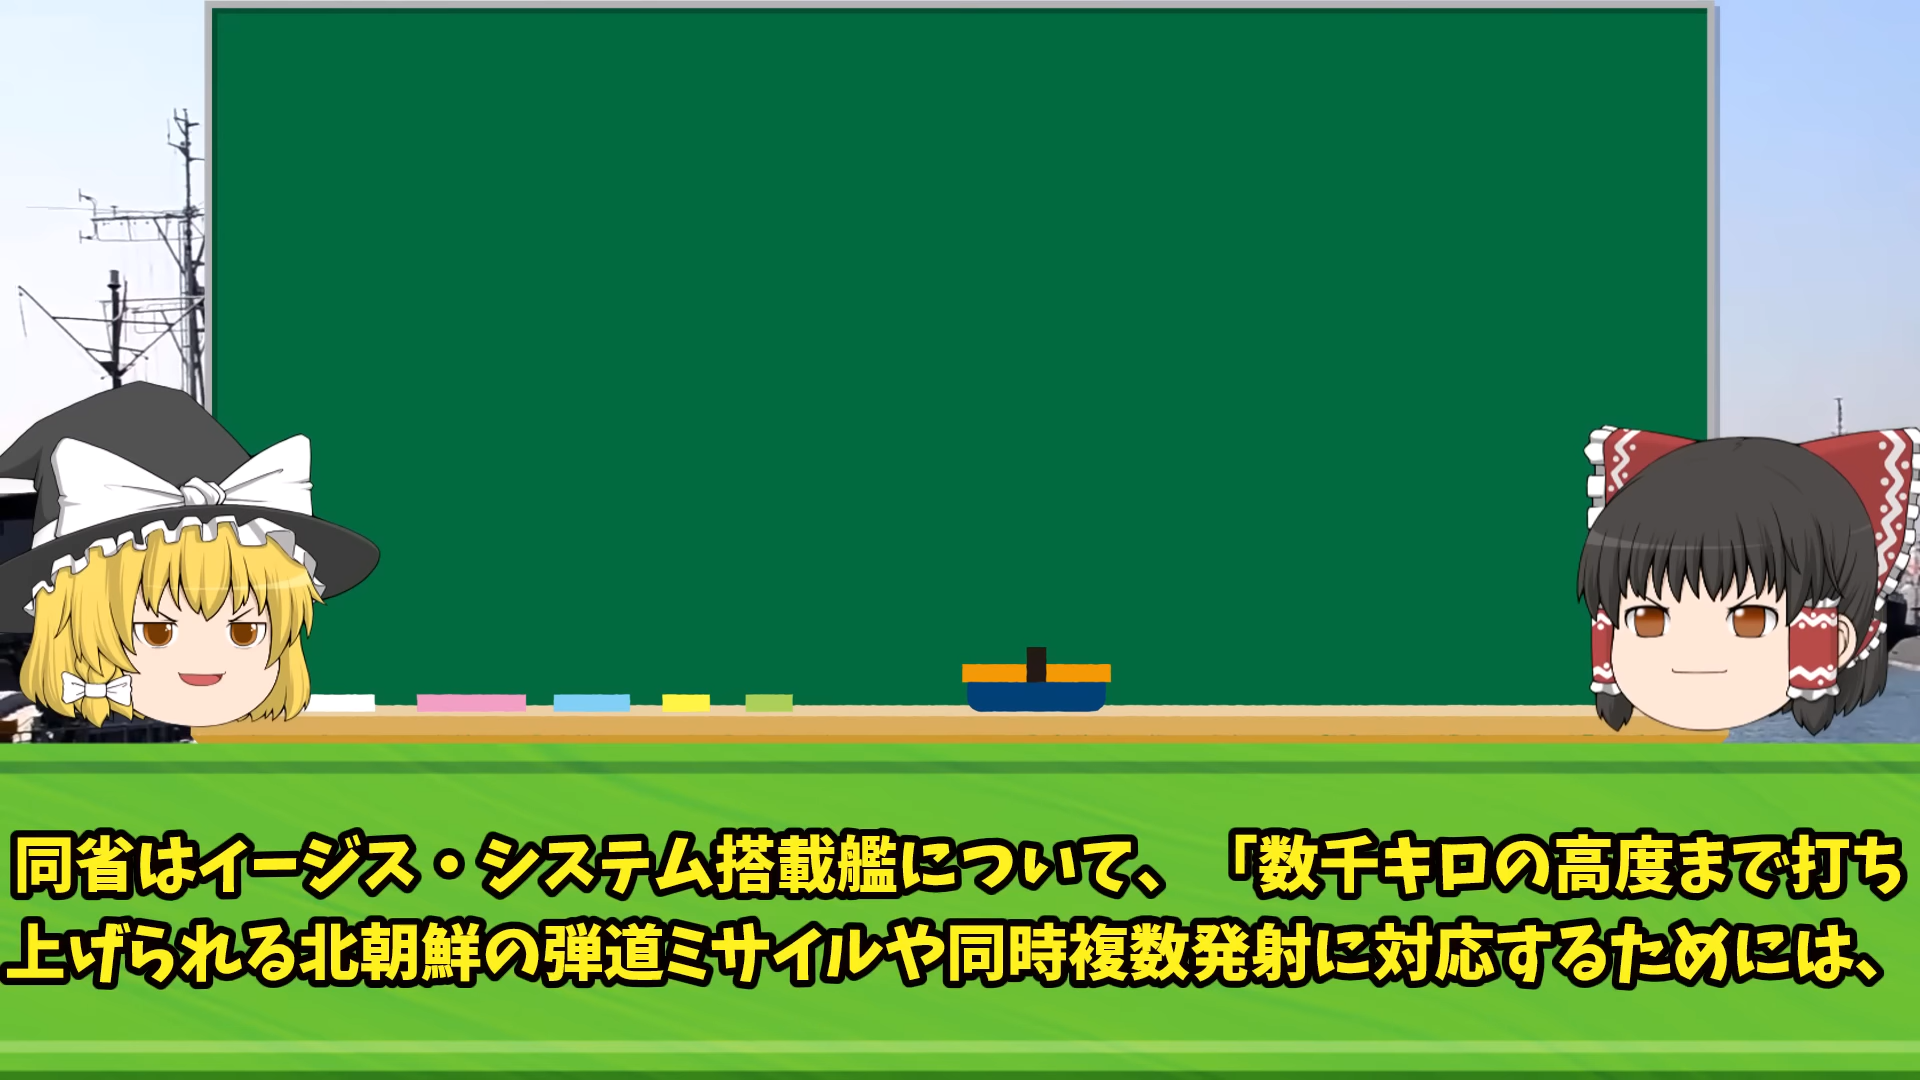 同省はイージス・システム搭載艦について、「数千キロの高度まで打ち
上げられる北朝鮮の弾道ミサイルや同時複数発射に対応するためには、